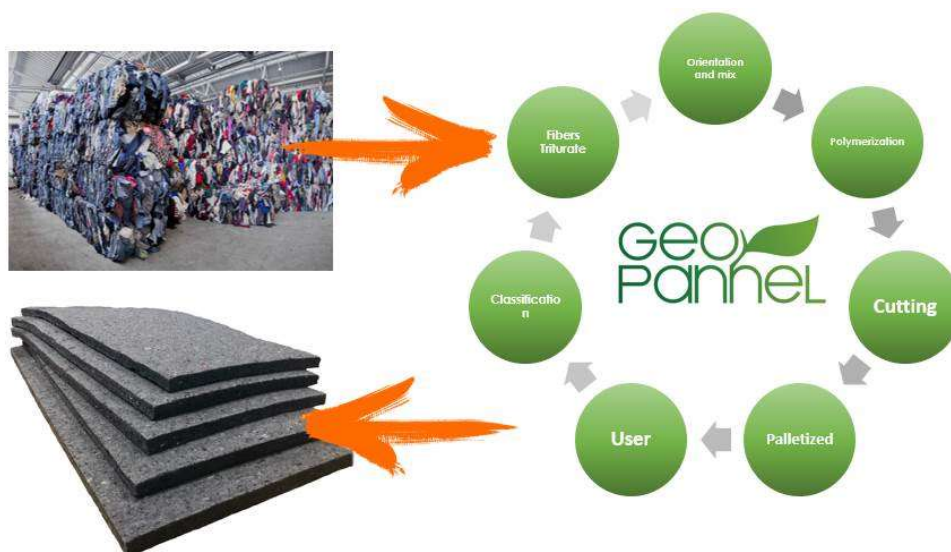 Orientation
and mix
Fibers
Triturate
Polymerization
GEO
PANNEL
Classificatio
n
Cutting
User
Palletized